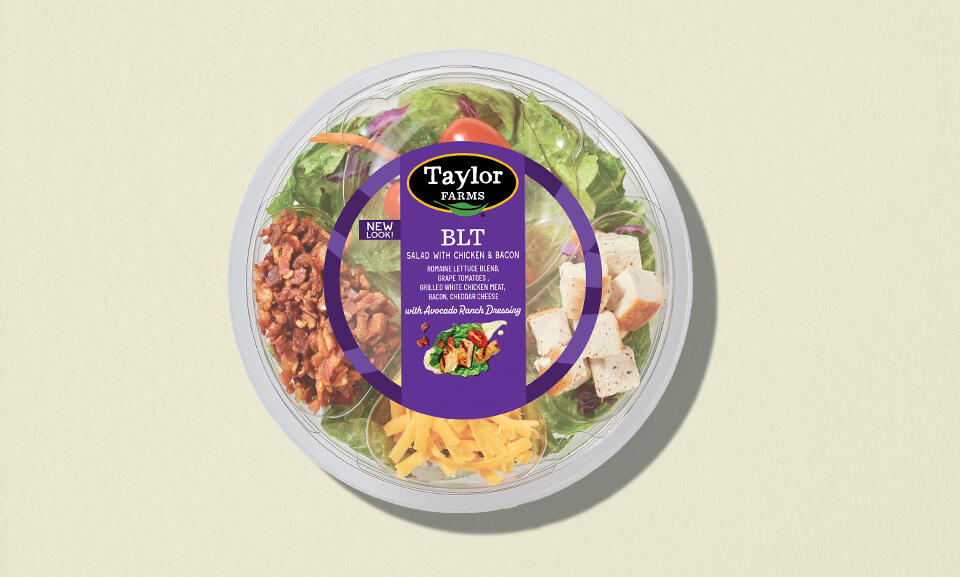 Taylor
FARMS
NEW
LOOK!
BLT
SALAD WITH CHICKEN & BACON
ROMAINE LETTUCE BLEND,
GRAPE TOMATOES ,
GRILLED WHITE CHICKEN MEAT,
BACON, CHEDDAR CHEESE
with Avocado Ranch Dressing